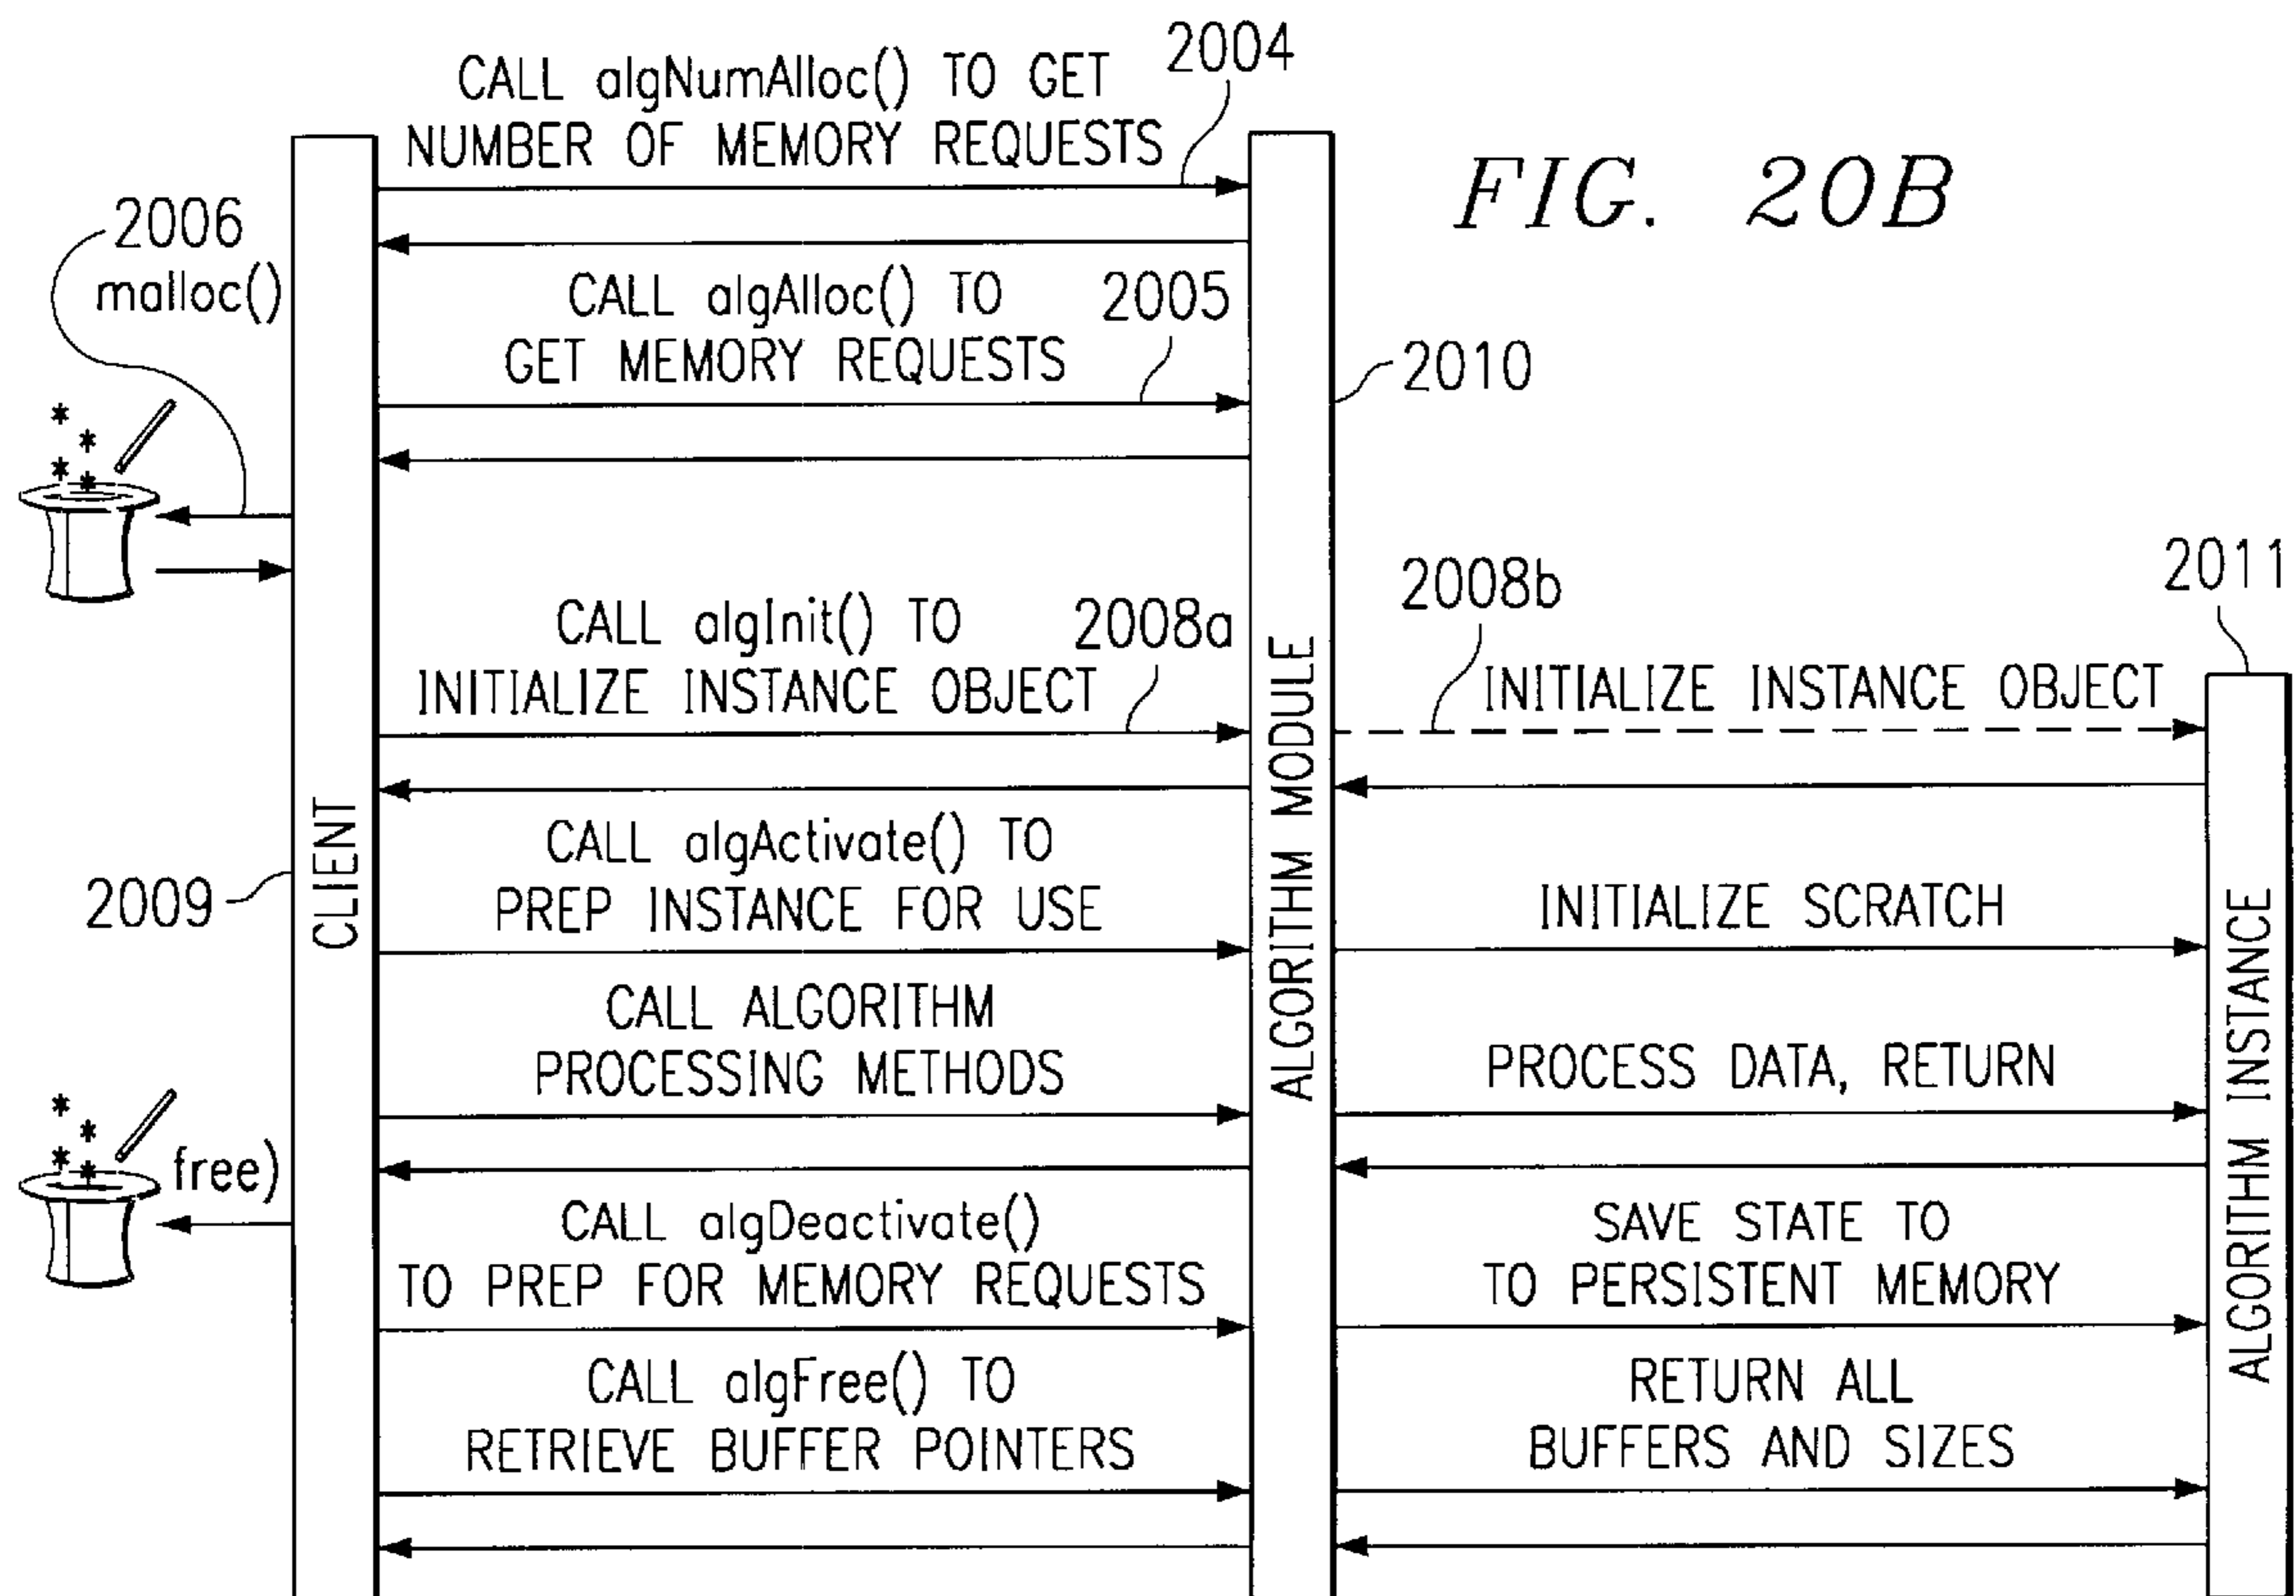 CALL algNumAlloc() TO GET
NUMBER OF MEMORY REQUESTS
2004
FIG. 20B
2006
malloc()
CALL algAlloc() TO
GET MEMORY REQUESTS
2005
2010
CALL algInit() TO
INITIALIZE INSTANCE OBJECT
2008a
2008b
INITIALIZE INSTANCE OBJECT
2011
CLIENT
2009
ALGORITHM MODULE
ALGORITHM INSTANCE
CALL algActivate() TO
PREP INSTANCE FOR USE
INITIALIZE SCRATCH
CALL ALGORITHM
PROCESSING METHODS
PROCESS DATA, RETURN
free)
CALL algDeactivate()
TO PREP FOR MEMORY REQUESTS
SAVE STATE TO
TO PERSISTENT MEMORY
CALL algFree() TO
RETRIEVE BUFFER POINTERS
RETURN ALL
BUFFERS AND SIZES